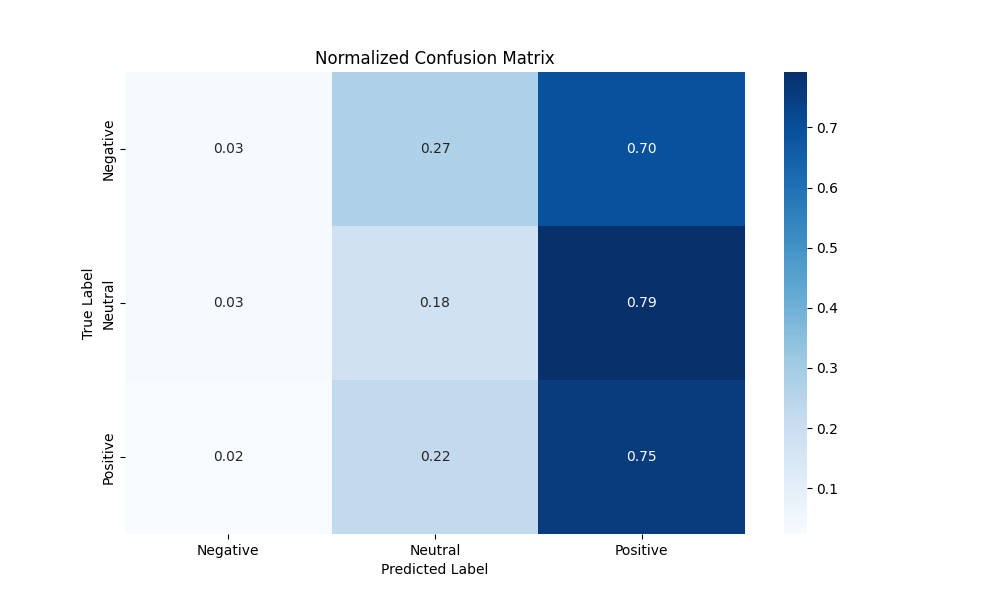 Normalized Confusion Matrix
True Label
Negative 0.03 0.27 0.70
Neutral 0.03 0.18 0.79
Positive 0.02 0.22 0.75
Negative Neutral Positive
Predicted Label
0.7
0.6
0.5
0.4
0.3
0.2
0.1